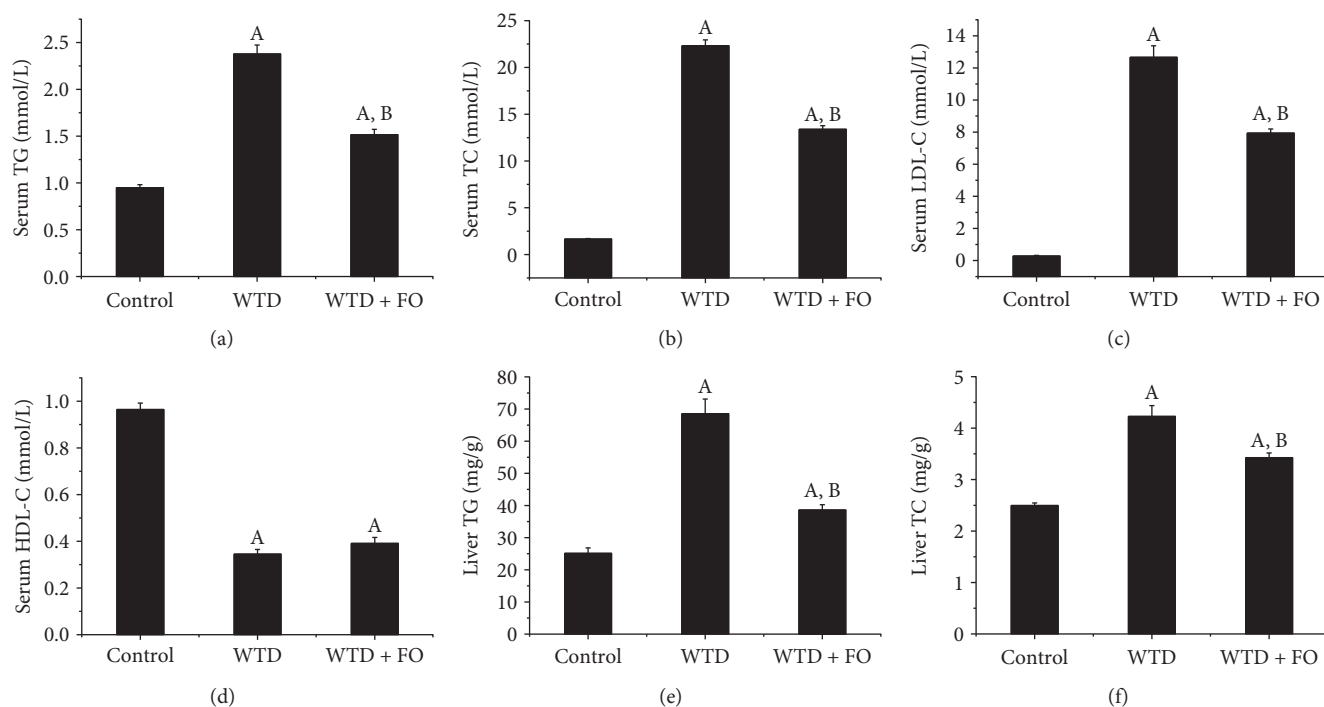 Serum TG (mmol/L)
2.5
2.0
1.5
1.0
0.5
0.0
A
A, B
Control
WTD
WTD + FO
(a)
Serum TC (mmol/L)
25
20
15
10
5
0
A
A, B
Control
WTD
WTD + FO
(b)
Serum LDL-C (mmol/L)
14
12
10
8
6
4
2
0
A
A, B
Control
WTD
WTD + FO
(c)
Serum HDL-C (mmol/L)
1.0
0.8
0.6
0.4
0.2
0.0
A
A
Control
WTD
WTD + FO
(d)
Liver TG (mg/g)
80
70
60
50
40
30
20
10
0
A
A, B
Control
WTD
WTD + FO
(e)
Liver TC (mg/g)
5
4
3
2
1
0
A
A, B
Control
WTD
WTD + FO
(f)